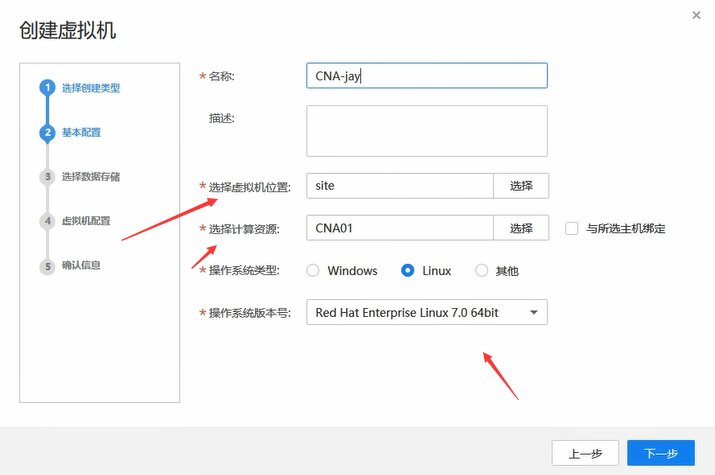 创建虚拟机
×
1 选择创建类型
2 基本配置
3 选择数据存储
4 虚拟机配置
5 确认信息
* 名称: CNA-jay
描述:
* 选择虚拟机位置: site 选择
* 选择计算资源: CNA01 选择 与所选主机绑定
* 操作系统类型: Windows Linux 其他
* 操作系统版本号: Red Hat Enterprise Linux 7.0 64bit
上一步 下一步